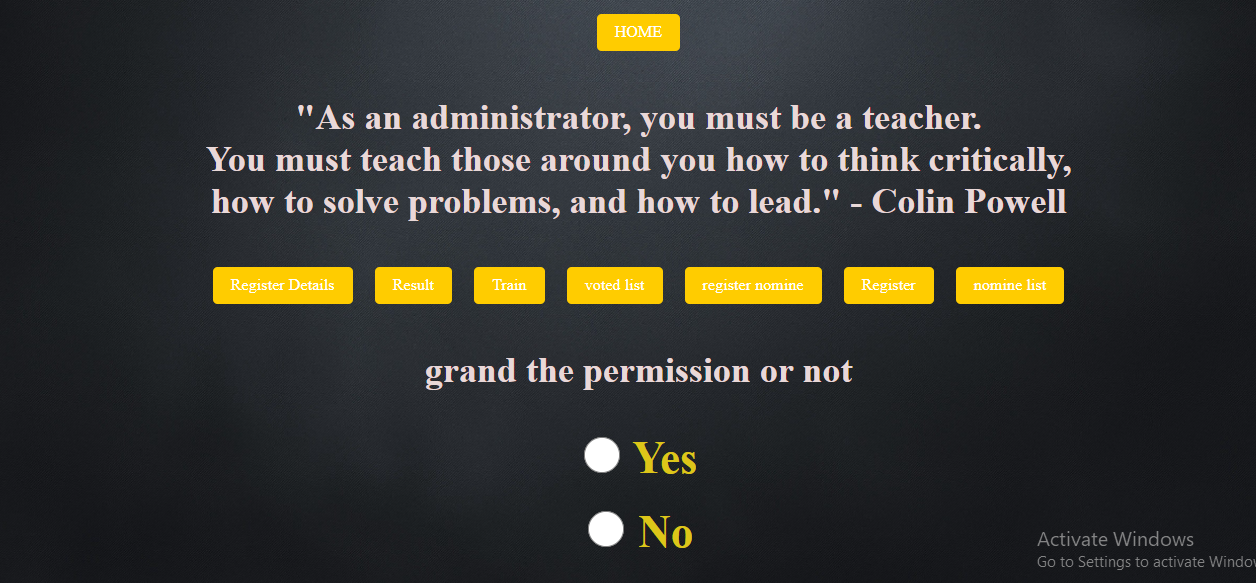 HOME
"As an administrator, you must be a teacher.
You must teach those around you how to think critically,
how to solve problems, and how to lead." - Colin Powell
Register Details Result Train voted list register nomine Register nomine list
grand the permission or not
Yes
No
Activate Windows
Go to Settings to activate Windo